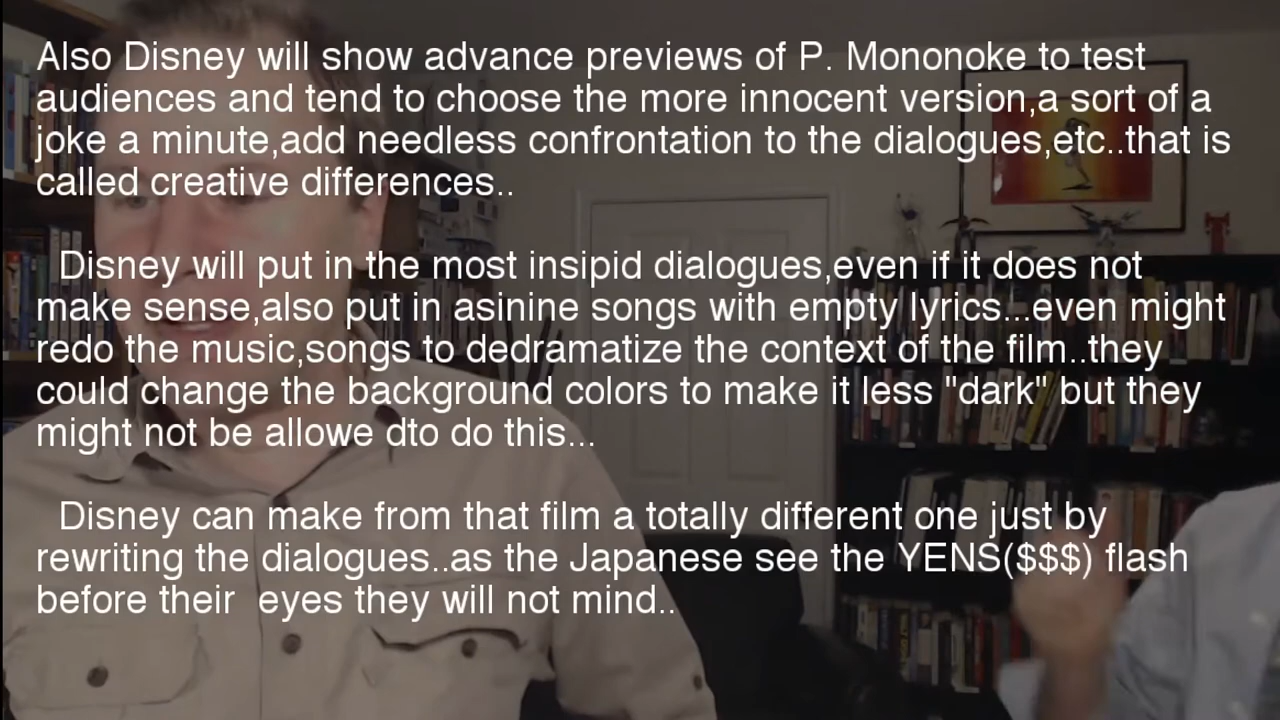 Also Disney will show advance previews of P. Mononoke to test
audiences and tend to choose the more innocent version,a sort of a
joke a minute,add needless confrontation to the dialogues,etc..that is
called creative differences..
Disney will put in the most insipid dialogues,even if it does not
make sense,also put in asinine songs with empty lyrics...even might
redo the music,songs to dedramatize the context of the film..they
could change the background colors to make it less "dark" but they
might not be allowe dto do this...
Disney can make from that film a totally different one just by
rewriting the dialogues..as the Japanese see the YENS($$$) flash
before their  eyes they will not mind..